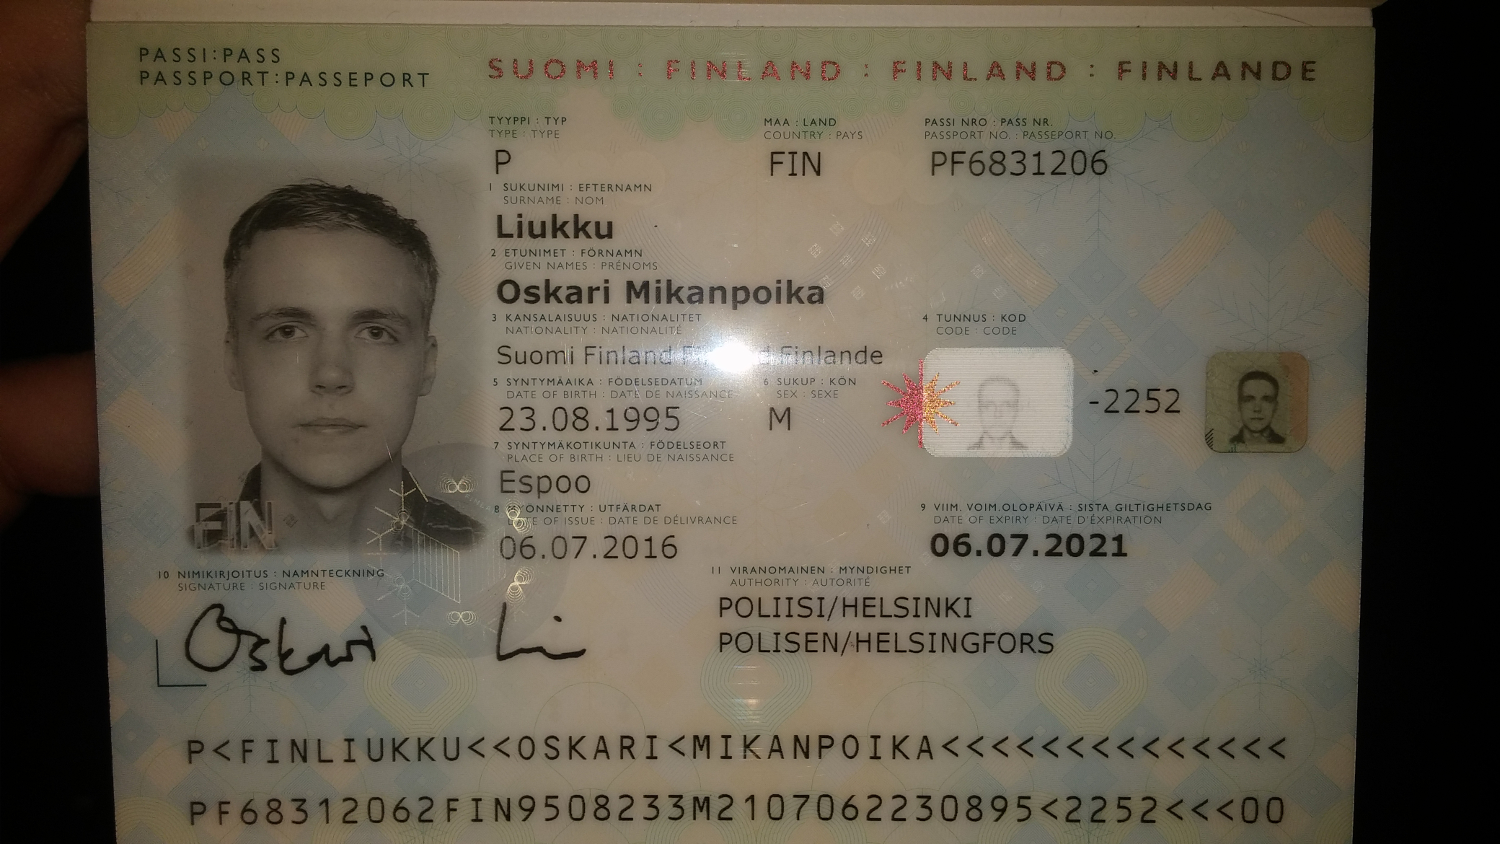 PASSI:PASS
PASSPORT:PASSEPORT
SUOMI : FINLAND : FINLAND : FINLANDE
TYYPPI : TYP
TYPE : TYPE
P
MAA : LAND
COUNTRY : PAYS
FIN
PASSI NRO : PASS NR.
PASSPORT NO. : PASSEPORT NO.
PF6831206
1 SUKUNIMI : EFTERNAMN
SURNAME : NOM
Liukku
2 ETUNIMET : FÖRNAMN
GIVEN NAMES : PRÉNOMS
Oskari Mikanpoika
3 KANSALAISUUS : NATIONALITET
NATIONALITY : NATIONALITÉ
Suomi Finland Finlande
4 TUNNUS : KOD
CODE : CODE
-2252
5 SYNTYMÄAIKA : FÖDELSEDATUM
DATE OF BIRTH : DATE DE NAISSANCE
23.08.1995
6 SUKUP : KÖN
SEX : SEXE
M
7 SYNTYMÄKOTIKUNTA : FÖDELSEORT
PLACE OF BIRTH : LIEU DE NAISSANCE
Espoo
8 MYÖNNETTY : UTFÄRDAT
DATE OF ISSUE : DATE DE DÉLIVRANCE
06.07.2016
9 VIIM. VOIM.OLOPÄIVÄ : SISTA GILTIGHETSDAG
DATE OF EXPIRY : DATE D'ÉXPIRATION
06.07.2021
FIN
10 NIMIKIRJOITUS : NAMNTECKNING
SIGNATURE : SIGNATURE
Oskari
11 VIRANOMAINEN : MYNDIGHET
AUTHORITY : AUTORITÉ
POLIISI/HELSINKI
POLISEN/HELSINGFORS
P<FINLIUKKU<<OSKARI<MIKANPOIKA<<<<<<<<<<<<<<
PF68312062FIN9508233M2107062230895<2252<<<00